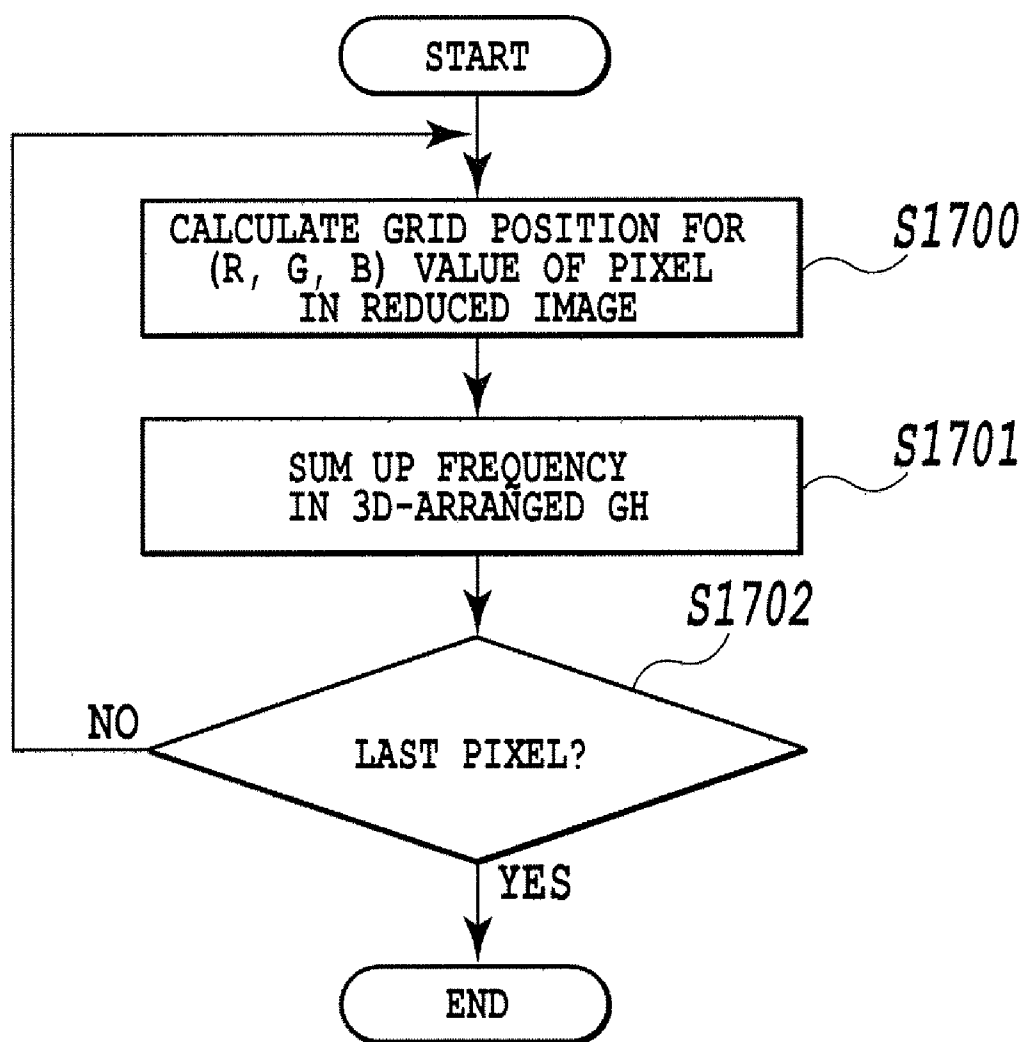 START
CALCULATE GRID POSITION FOR
(R, G, B) VALUE OF PIXEL
IN REDUCED IMAGE
S1700
SUM UP FREQUENCY
IN 3D-ARRANGED GH
S1701
S1702
LAST PIXEL?
NO
YES
END